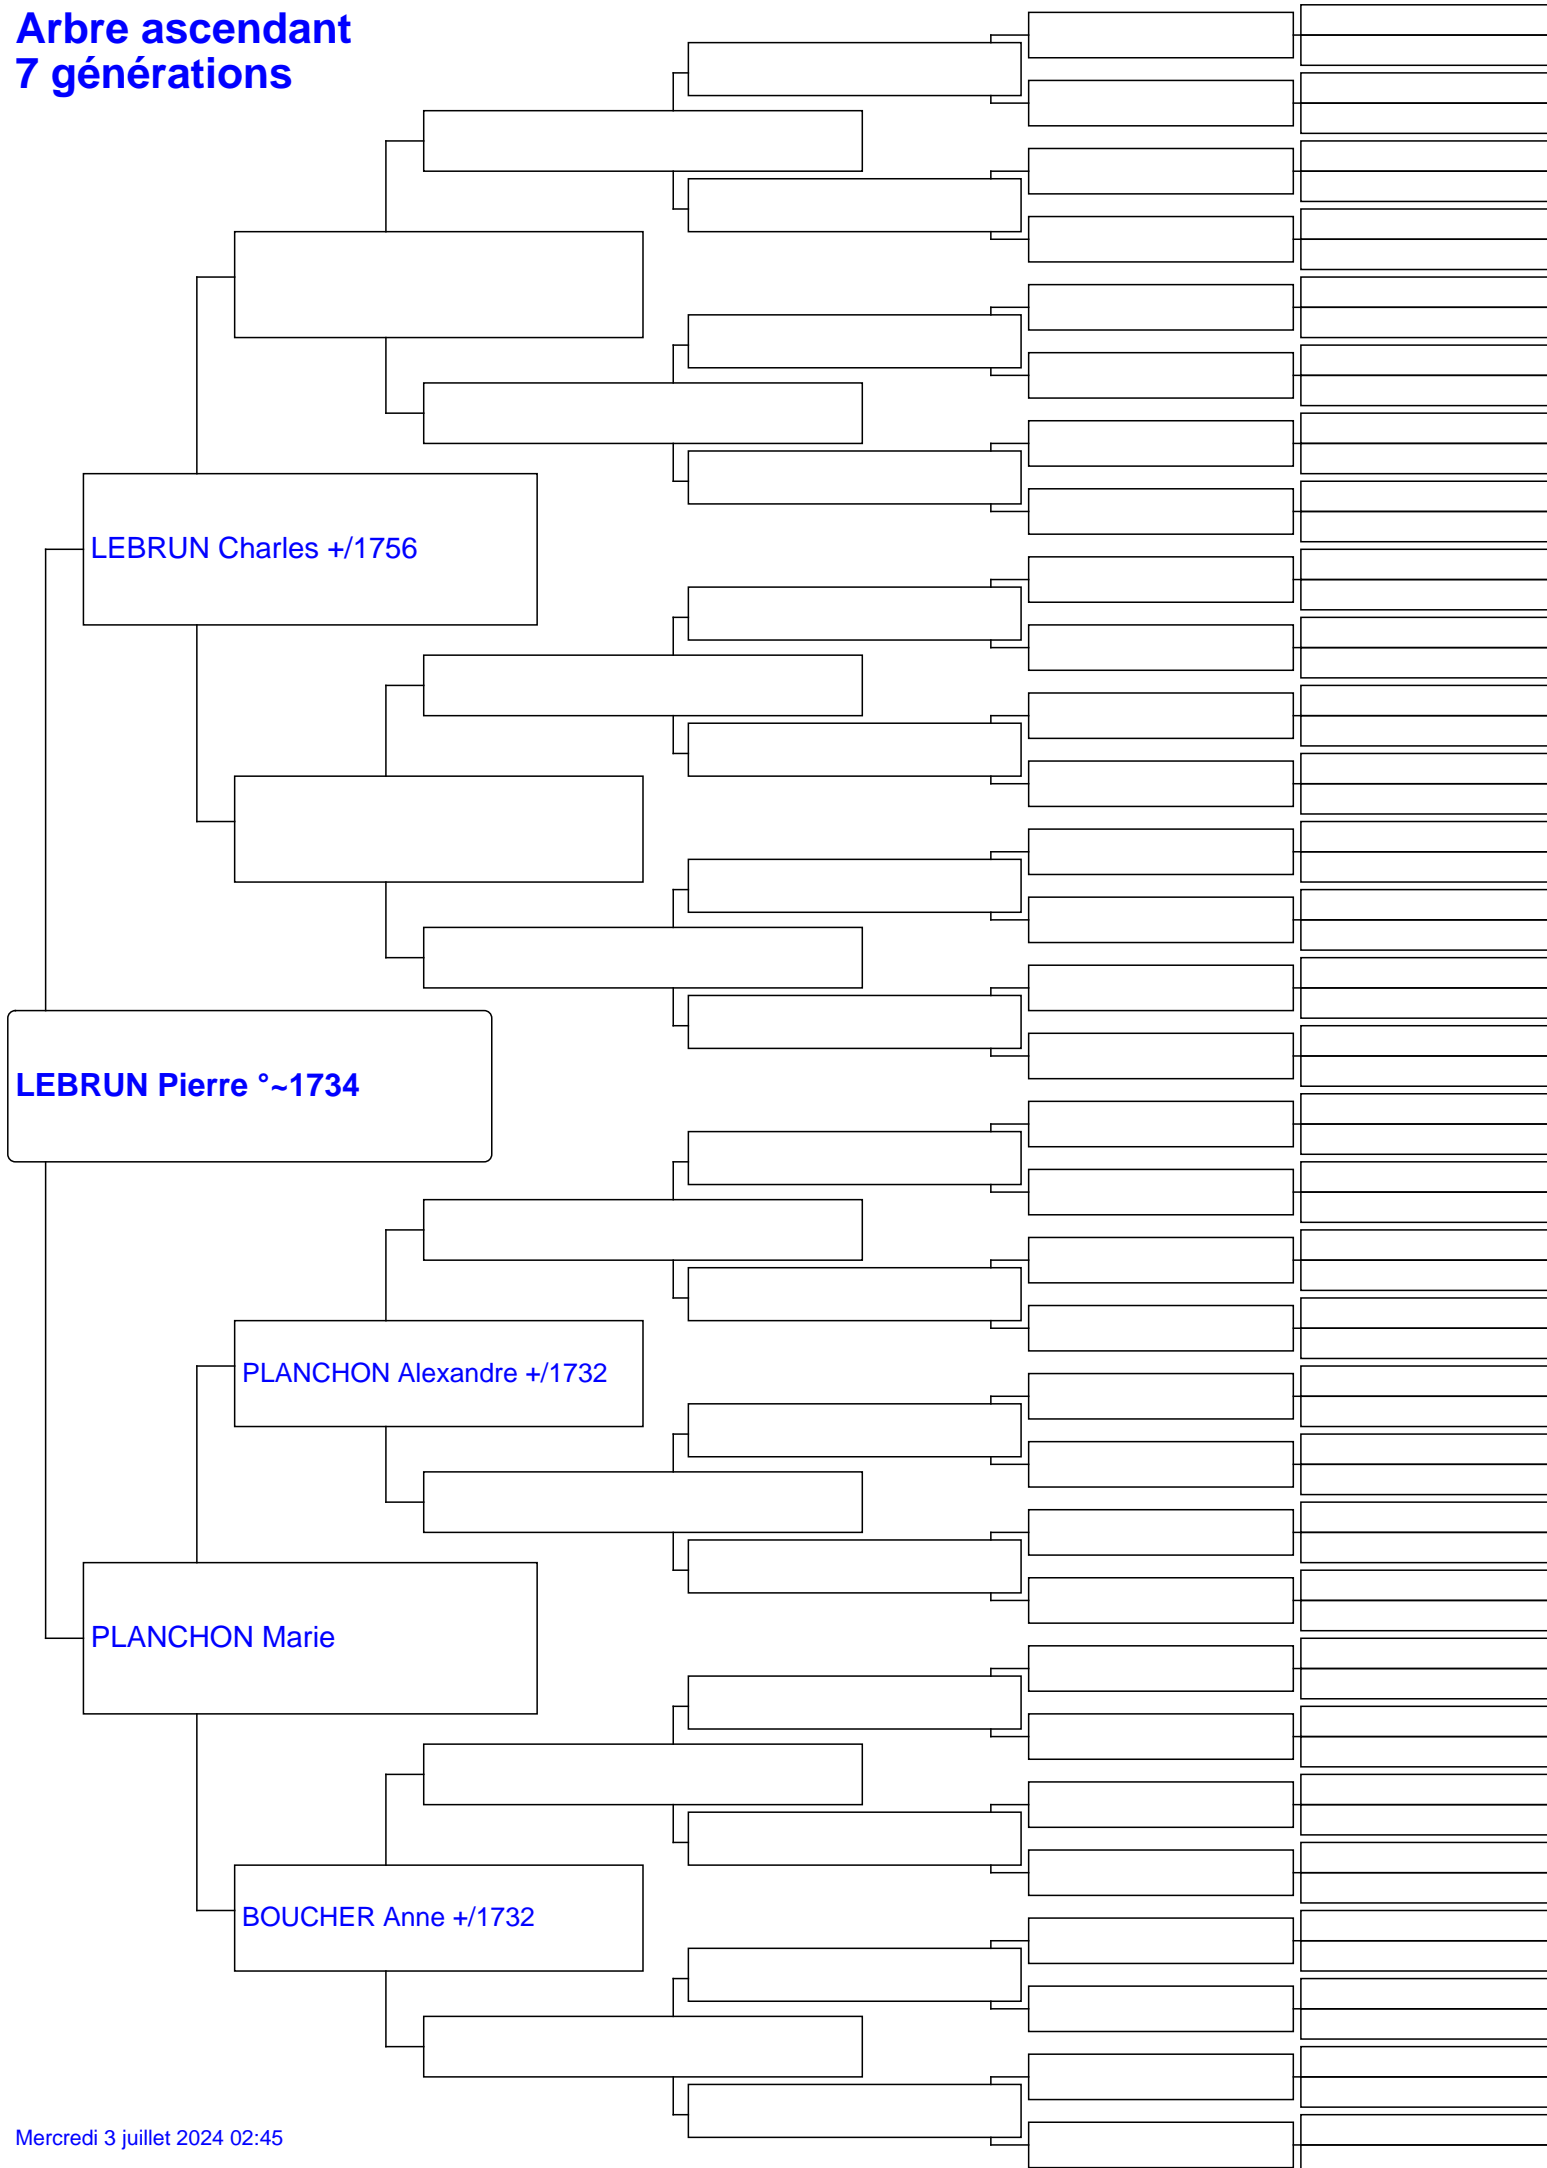 Arbre ascendant
7 générations
LEBRUN Charles +/1756
LEBRUN Pierre °~1734
PLANCHON Alexandre +/1732
PLANCHON Marie
BOUCHER Anne +/1732
Mercredi 3 juillet 2024 02:45